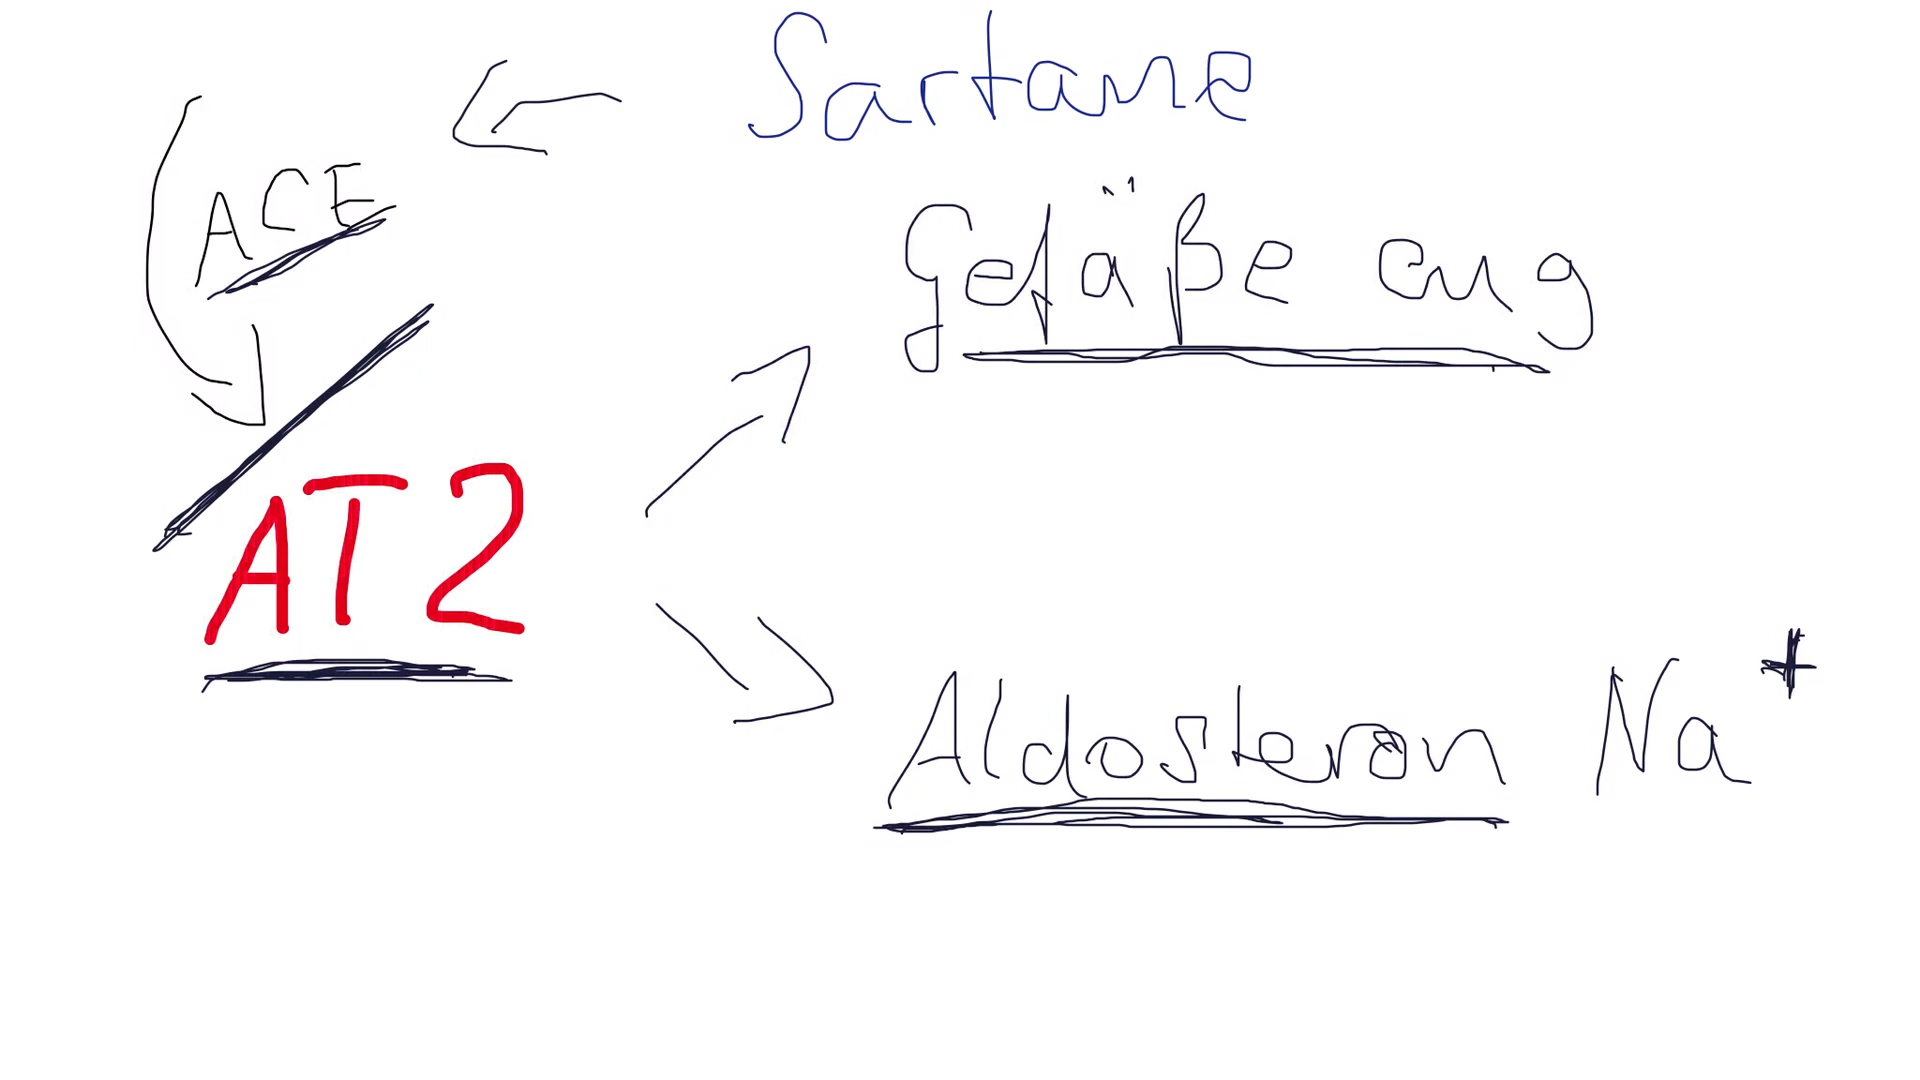 Sartane
ACE
Gefäße eng
AT2
Aldosteron Na+